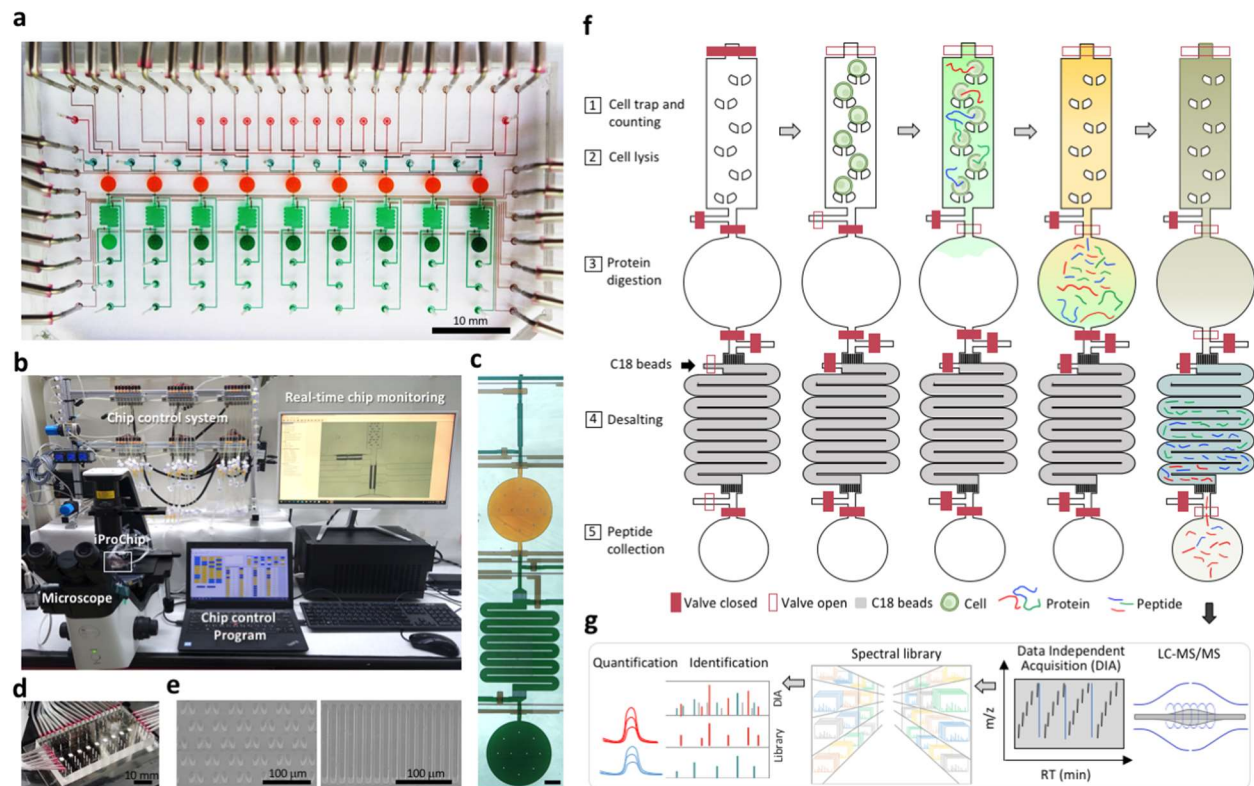 a
10 mm
b
Chip control system
Real-time chip monitoring
iProChip
Microscope
Chip control
Program
c
d
10 mm
e
100 μm
100 μm
f
1 Cell trap and
counting
2 Cell lysis
3 Protein
digestion
C18 beads
4 Desalting
5 Peptide
collection
Valve closed
Valve open
C18 beads
Cell
Protein
Peptide
g
Quantification
Identification
DIA
Library
Spectral library
Data Independent
Acquisition (DIA)
m/z
RT (min)
LC-MS/MS